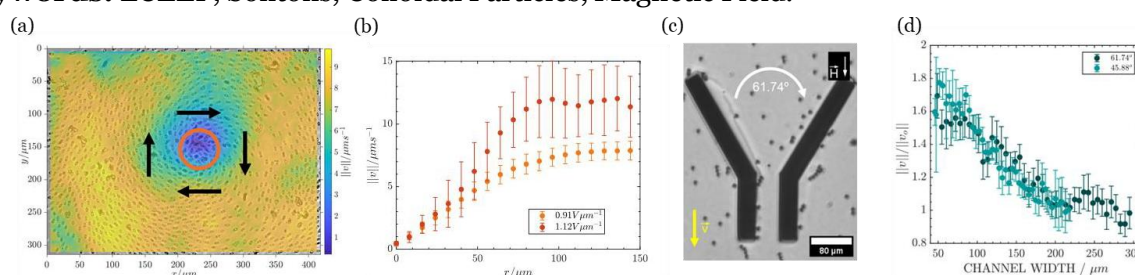 WORDS: LCLEP, Solitons, Colloidal Particles, Magnetic Field.
(a)
(b)
(c)
(d)
0
50
100
150
200
250
300
y/μm
0 50 100 150 200 250 300 350 400
x/μm
9
8
7
6
5
4
3
2
1
||v||/μms⁻¹
15
10
5
0
||v||/μms⁻¹
0.91Vμm⁻¹
1.12Vμm⁻¹
0 50 100 150
r/μm
61.74º
H
v
80 μm
2
1.8
1.6
1.4
1.2
1
0.8
||v||/||v₀||
61.74°
45.88°
50 100 150 200 250 300
CHANNEL WIDTH / μm